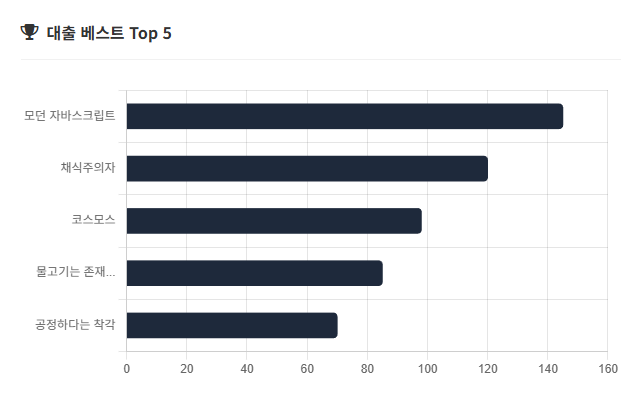 대출 베스트 Top 5
모던 자바스크립트
채식주의자
코스모스
물고기는 존재...
공정하다는 착각
0 20 40 60 80 100 120 140 160